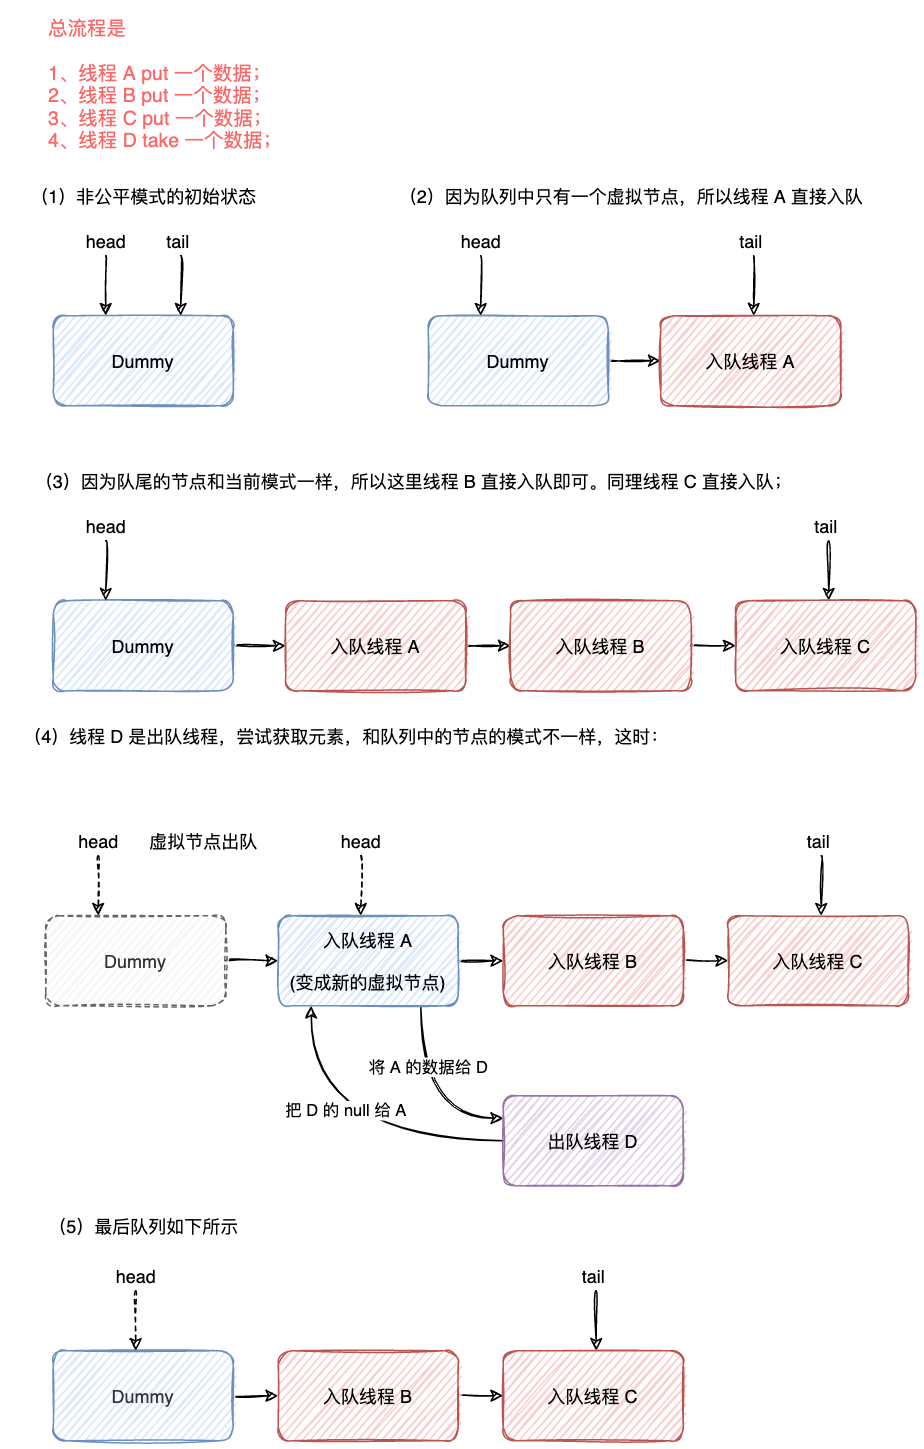 总流程是
1、线程 A put 一个数据；
2、线程 B put 一个数据；
3、线程 C put 一个数据；
4、线程 D take 一个数据；
（1）非公平模式的初始状态
（2）因为队列中只有一个虚拟节点，所以线程 A 直接入队
head
tail
head
tail
Dummy
Dummy
入队线程 A
（3）因为队尾的节点和当前模式一样，所以这里线程 B 直接入队即可。同理线程 C 直接入队；
head
tail
Dummy
入队线程 A
入队线程 B
入队线程 C
（4）线程 D 是出队线程，尝试获取元素，和队列中的节点的模式不一样，这时：
head
虚拟节点出队
head
tail
Dummy
入队线程 A
(变成新的虚拟节点)
入队线程 B
入队线程 C
将 A 的数据给 D
把 D 的 null 给 A
出队线程 D
（5）最后队列如下所示
head
tail
Dummy
入队线程 B
入队线程 C